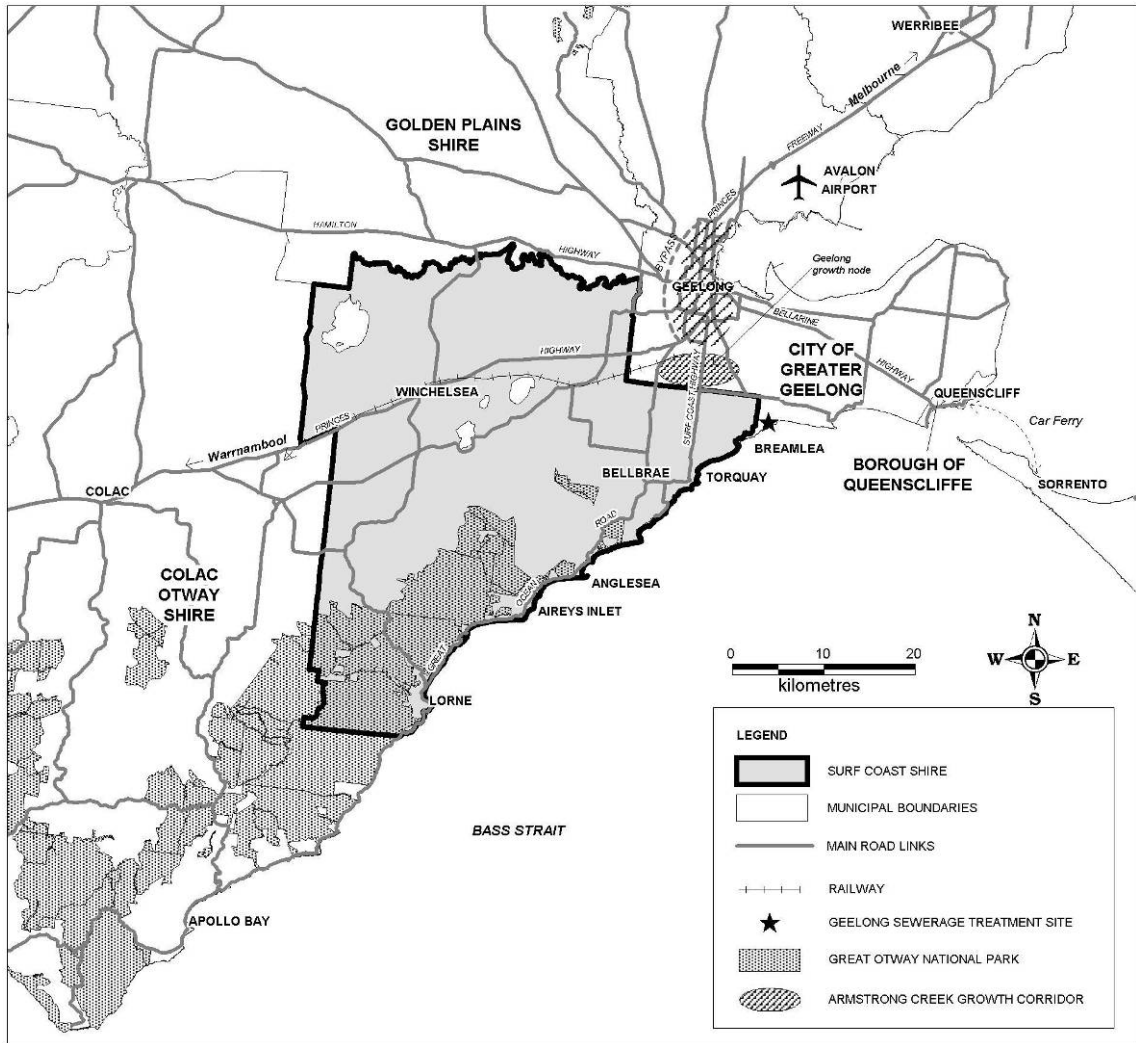 WERRIBEE
Melbourne
GOLDEN PLAINS
SHIRE
FREEWAY
AVALON
AIRPORT
PRINCES
HAMILTON
HIGHWAY
BYPASS
Geelong
growth node
GEELONG
BELLARINE
HIGHWAY
HIGHWAY
CITY OF
GREATER
GEELONG
WINCHELSEA
PRINCES
SURF COAST HIGHWAY
QUEENSCLIFF
Car Ferry
Warrnambool
BREAMLEA
BELLBRAE
TORQUAY
BOROUGH OF
QUEENSCLIFFE
SORRENTO
COLAC
ROAD
COLAC
OTWAY
SHIRE
ANGLESEA
OCEAN
AIREYS INLET
GREAT
LORNE
0 10 20
kilometres
N
W E
S
LEGEND
SURF COAST SHIRE
MUNICIPAL BOUNDARIES
MAIN ROAD LINKS
RAILWAY
GEELONG SEWERAGE TREATMENT SITE
GREAT OTWAY NATIONAL PARK
ARMSTRONG CREEK GROWTH CORRIDOR
BASS STRAIT
APOLLO BAY